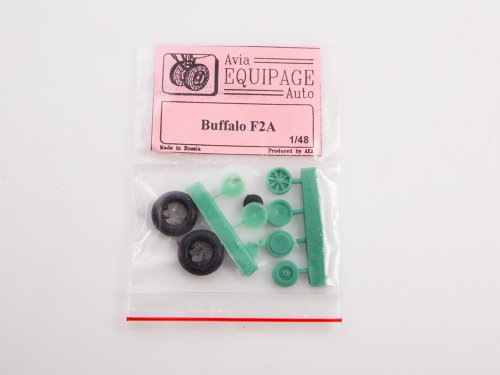 Avia
EQUIPAGE
Auto
Buffalo F2A
1/48
Made in Russia
Produced by AEA